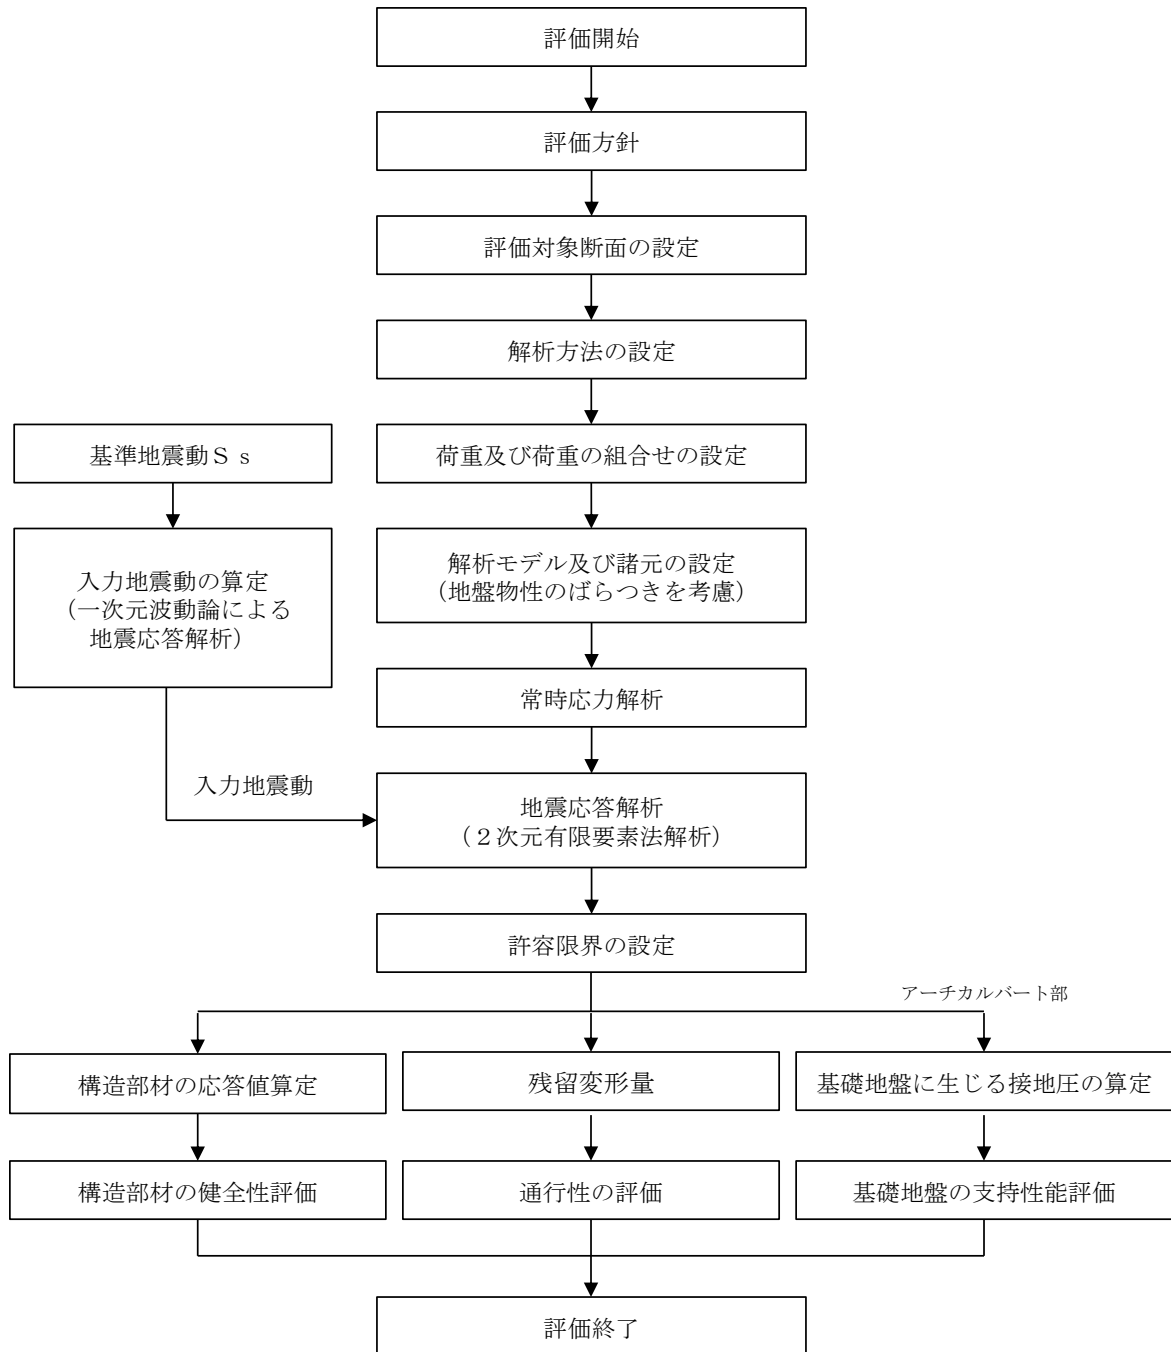 評価開始
評価方針
評価対象断面の設定
解析方法の設定
基準地震動Ｓｓ
荷重及び荷重の組合せの設定
入力地震動の算定
（一次元波動論による
地震応答解析）
解析モデル及び諸元の設定
（地盤物性のばらつきを考慮）
常時応力解析
入力地震動
地震応答解析
（２次元有限要素法解析）
許容限界の設定
アーチカルバート部
構造部材の応答値算定
残留変形量
基礎地盤に生じる接地圧の算定
構造部材の健全性評価
通行性の評価
基礎地盤の支持性能評価
評価終了